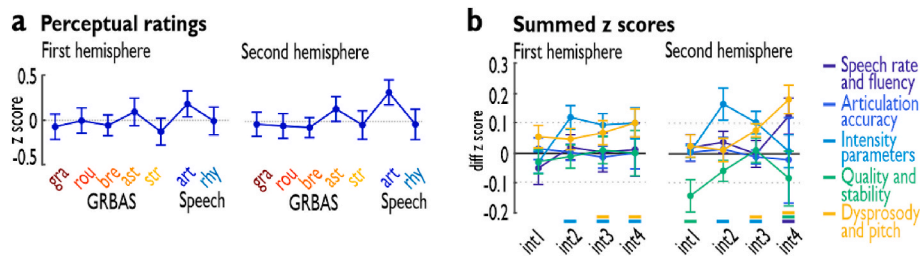 a Perceptual ratings
First hemisphere
Second hemisphere
z score
0.5
0
-0.5
gra rou bre ast str art rhy
GRBAS Speech
gra rou bre ast str art rhy
GRBAS Speech
b Summed z scores
First hemisphere
Second hemisphere
diff z score
0.3
0.2
0.1
0
-0.1
-0.2
int1 int2 int3 int4
int1 int2 int3 int4
Speech rate
and fluency
Articulation
accuracy
Intensity
parameters
Quality and
stability
Dysprosody
and pitch